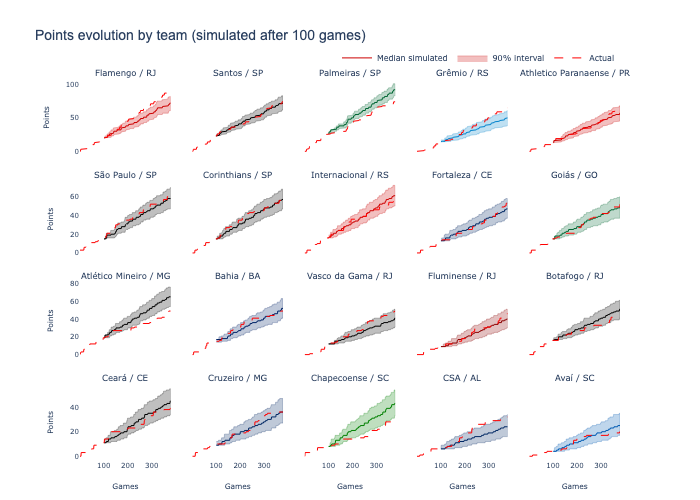 Points evolution by team (simulated after 100 games)
Median simulated 90% interval Actual
Flamengo / RJ Santos / SP Palmeiras / SP Grêmio / RS Athletico Paranaense / PR
100
50
0
Points
São Paulo / SP Corinthians / SP Internacional / RS Fortaleza / CE Goiás / GO
60
40
20
0
Points
Atlético Mineiro / MG Bahia / BA Vasco da Gama / RJ Fluminense / RJ Botafogo / RJ
80
60
40
20
0
Points
Ceará / CE Cruzeiro / MG Chapecoense / SC CSA / AL Avaí / SC
40
20
0
Points
100 200 300 100 200 300 100 200 300 100 200 300 100 200 300
Games Games Games Games Games